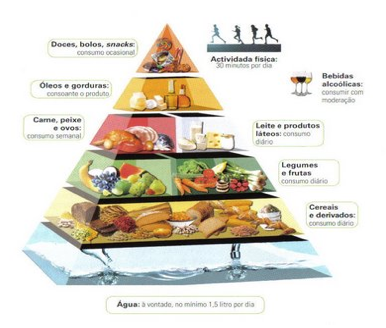 Doces, bolos, snacks:
consumo ocasional
Actividade física:
30 minutos por dia
Óleos e gorduras:
consoante o produto
Bebidas
alcoólicas:
consumir com
moderação
Carne, peixe
e ovos:
consumo semanal
Leite e produtos
láteos: consumo
diário
Legumes
e frutas
consumo diário
Cereais
e derivados:
consumo diário
Água: à vontade, no mínimo 1,5 litro por dia